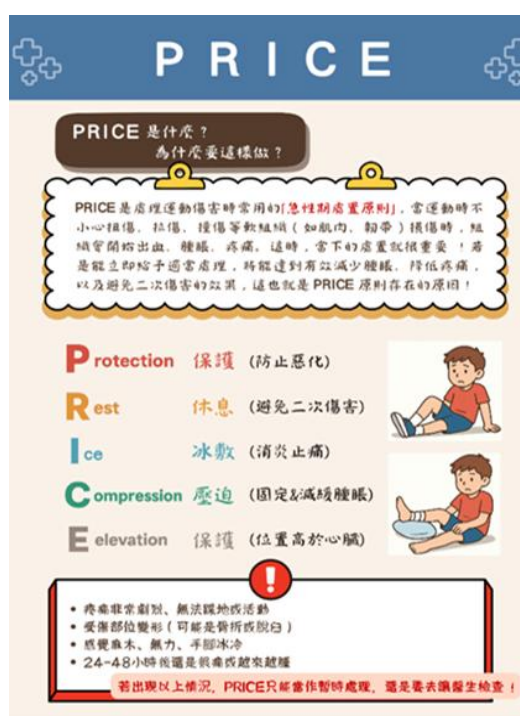 PRICE
PRICE 是什麼？
為什麼要這樣做？
PRICE 是處理運動傷害時常用的「急性期處置原則」，當運動時不
小心扭傷、拉傷、撞傷等軟組織（如肌肉、韌帶）損傷時，組
織會開始出血、腫脹、疼痛。這時，當下的處置就很重要！若
是能立即給予適當處理，將能達到有效減少腫脹、降低疼痛，
以及避免二次傷害的效果，這也就是 PRICE 原則存在的原因！
Protection 保護 (防止惡化)
Rest 休息 (避免二次傷害)
Ice 冰敷 (消炎止痛)
Compression 壓迫 (固定&減緩腫脹)
E elevation 保護 (位置高於心臟)
• 疼痛非常劇烈、無法踩地或活動
• 受傷部位變形（可能是骨折或脫臼）
• 感覺麻木、無力、手腳冰冷
• 24-48小時後還是很痛或越來越腫
若出現以上情況，PRICE只能當作暫時處理，還是要去讓醫生檢查！